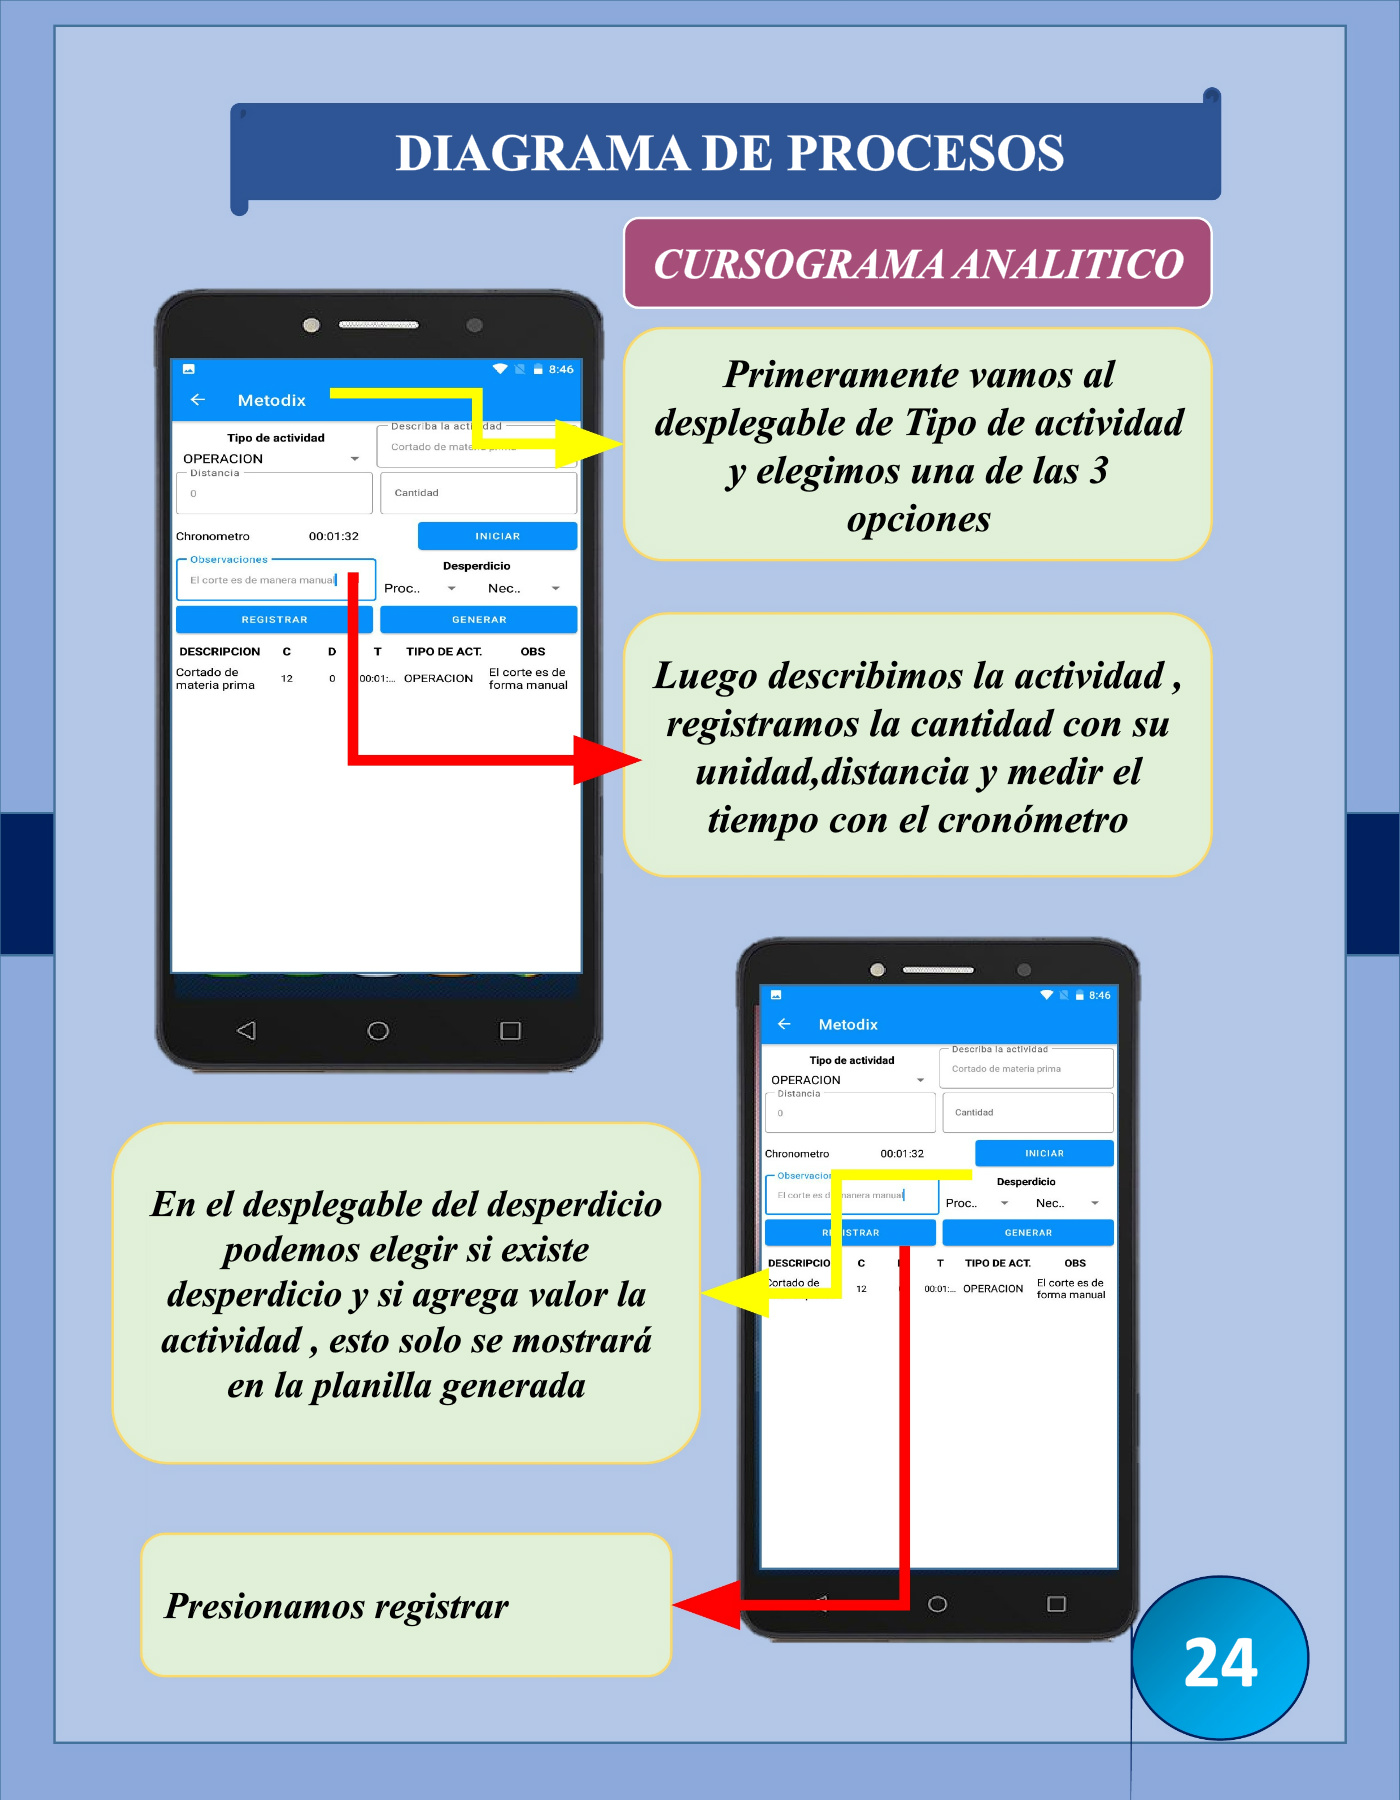 DIAGRAMA DE PROCESOS
CURSOGRAMA ANALITICO
8:46
Metodix
Tipo de actividad
Describa la actividad
OPERACION
Cortado de materia
Distancia
0
Cantidad
Chronometro 00:01:32
INICIAR
Observaciones
El corte es de manera manual
Desperdicio
Proc.. Nec..
REGISTRAR
GENERAR
DESCRIPCION C D T TIPO DE ACT. OBS
Cortado de materia prima 12 0 00:01:... OPERACION El corte es de forma manual
Primeramente vamos al
desplegable de Tipo de actividad
y elegimos una de las 3
opciones
Luego describimos la actividad ,
registramos la cantidad con su
unidad,distancia y medir el
tiempo con el cronómetro
8:46
Metodix
Tipo de actividad
Describa la actividad
OPERACION
Cortado de materia prima
Distancia
0
Cantidad
Chronometro 00:01:32
INICIAR
El corte es de manera manual
Desperdicio
Proc.. Nec..
REGISTRAR
GENERAR
C T TIPO DE ACT. OBS
Cortado de 12 00:01:... OPERACION El corte es de forma manual
En el desplegable del desperdicio
podemos elegir si existe
desperdicio y si agrega valor la
actividad , esto solo se mostrará
en la planilla generada
Presionamos registrar
24